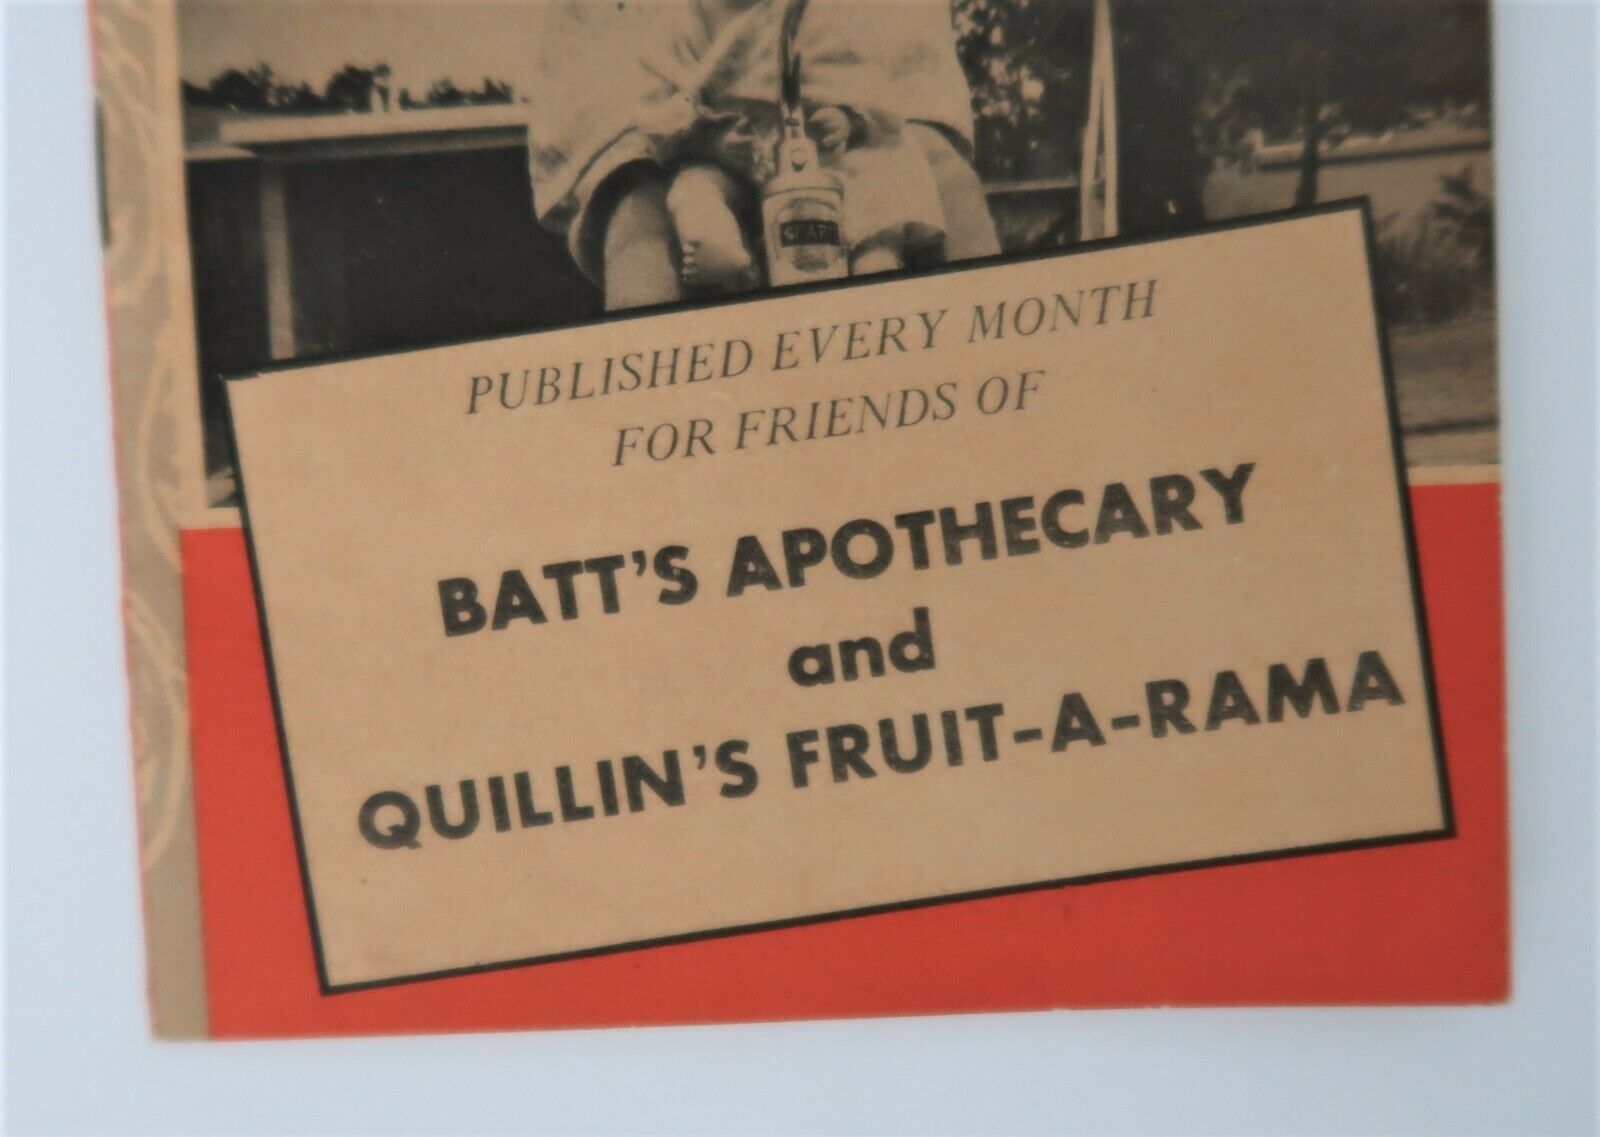 PUBLISHED EVERY MONTH
FOR FRIENDS OF
BATT'S APOTHECARY
and
QUILLIN'S FRUIT-A-RAMA